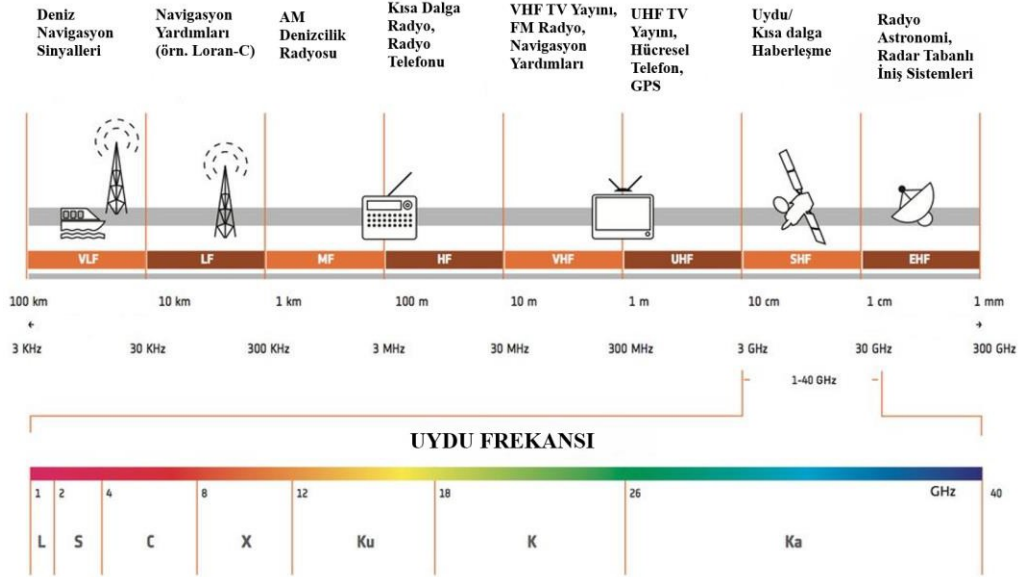 Deniz
Navigasyon
Sinyalleri
Navigasyon
Yardımları
(örn. Loran-C)
AM
Denizcilik
Radyosu
Kısa Dalga
Radyo,
Radyo
Telefonu
VHF TV Yayını,
FM Radyo,
Navigasyon
Yardımları
UHF TV
Yayını,
Hücresel
Telefon,
GPS
Uydu/
Kısa dalga
Haberleşme
Radyo
Astronomi,
Radar Tabanlı
İniş Sistemleri
VLF LF MF HF VHF UHF SHF EHF
100 km 10 km 1 km 100 m 10 m 1 m 10 cm 1 cm 1 mm
3 KHz 30 KHz 300 KHz 3 MHz 30 MHz 300 MHz 3 GHz 30 GHz 300 GHz
1-40 GHz
UYDU FREKANSI
1 2 4 8 12 18 26 GHz 40
L S C X Ku K Ka